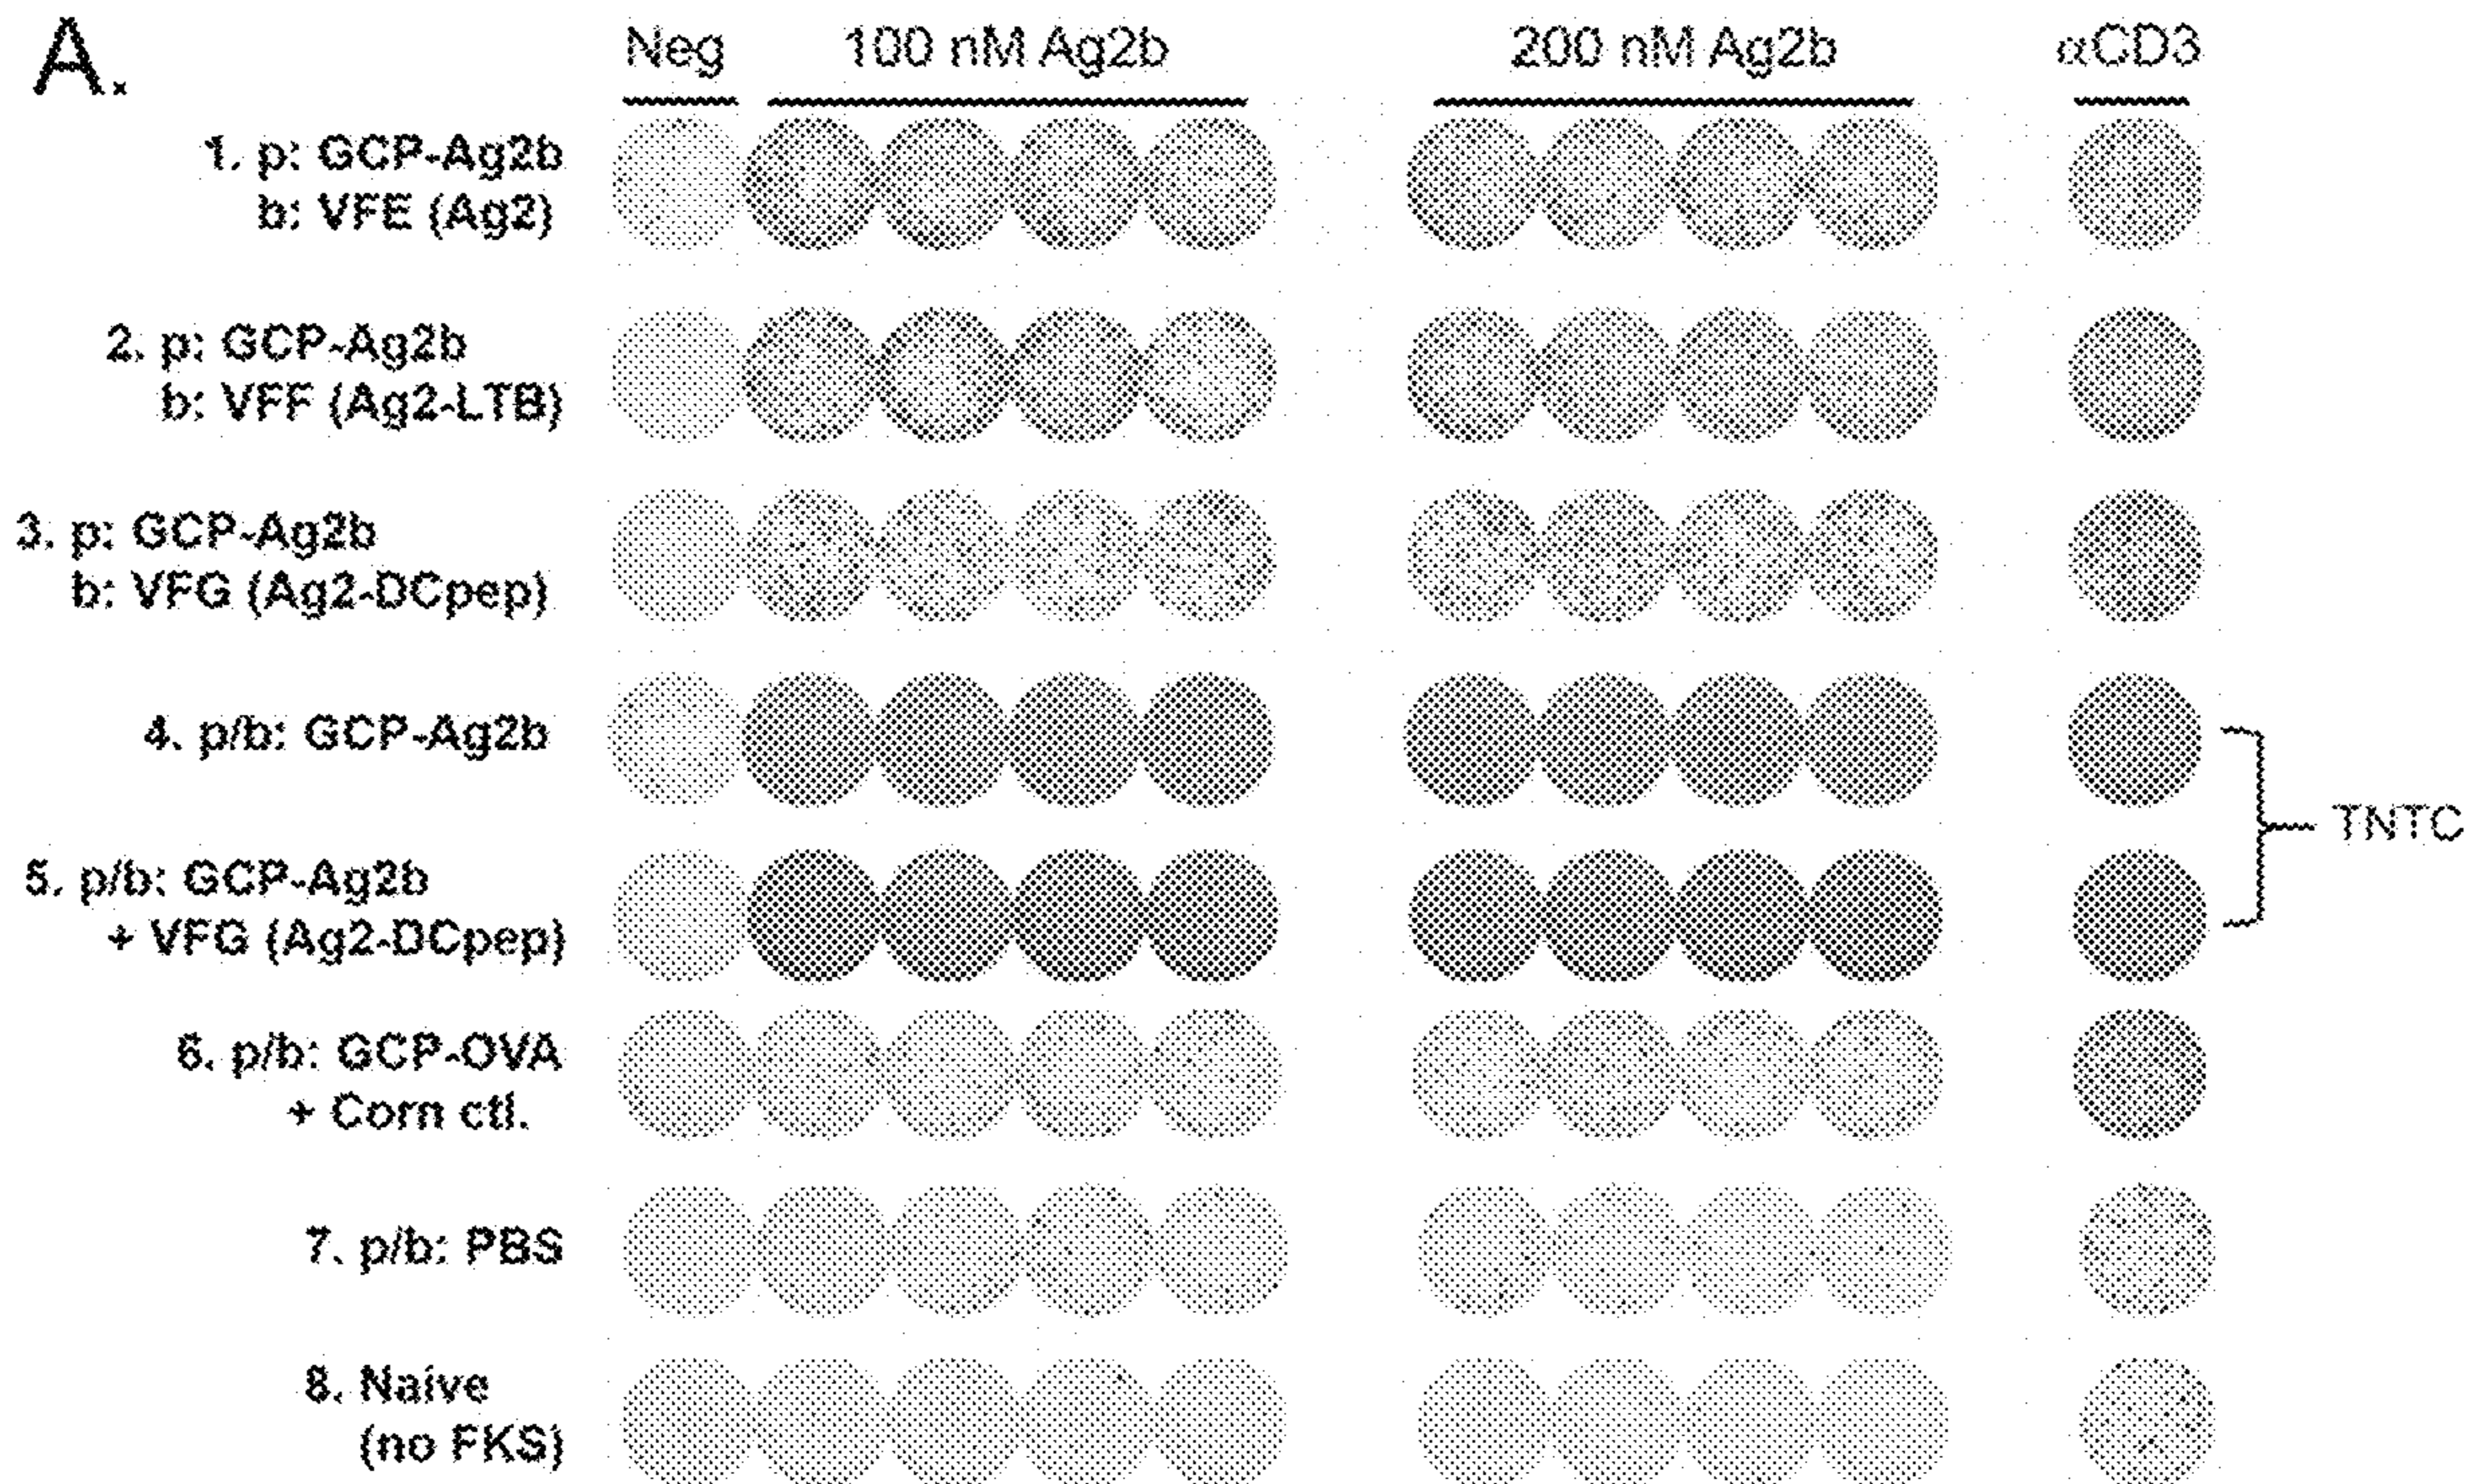 A.
Neg 100 nM Ag2b 200 nM Ag2b αCD3
1. p: GCP-Ag2b
b: VFE (Ag2)
2. p: GCP-Ag2b
b: VFF (Ag2-LTB)
3. p: GCP-Ag2b
b: VFG (Ag2-DCpep)
4. p/b: GCP-Ag2b
TNTC
5. p/b: GCP-Ag2b
+ VFG (Ag2-DCpep)
6. p/b: GCP-OVA
+ Corn ctl.
7. p/b: PBS
8. Naive
(no FKS)